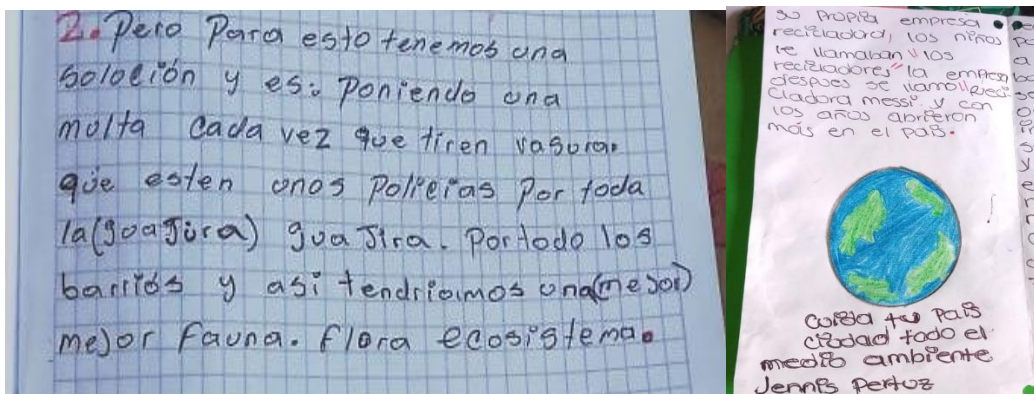 2. Pero Para esto tenemos una
solución y es: Poniendo una
multa cada vez que tiren vasura.
que esten unos Policias Por toda
la (guajura) guajira. Portodo los
barrios y asi tendriamos una (mejor)
mejor Fauna. Flora ecosistema.
su propia empresa
recicladora, los niños
le llamaban "los
recicladores" la empresa
despues se llamo "reci
cladora messi" y con
los años abrieron
más en el país.
cuida tu País
ciudad todo el
medio ambiente
Jennis Pertuz